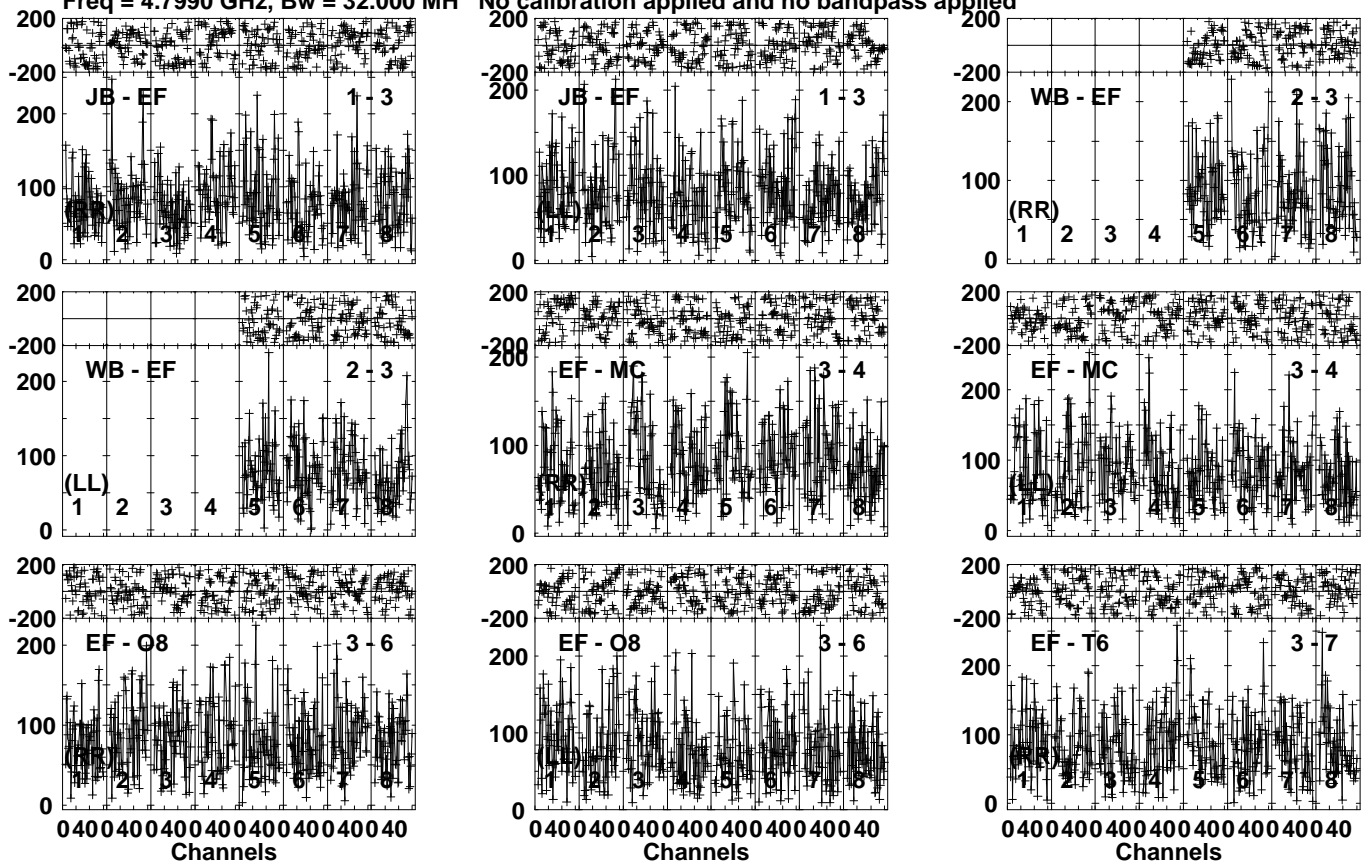 Freq = 4.7990 GHz, Bw = 32.000 MH No calibration applied and no bandpass applied
200
-200
JB - EF 1 - 3
200
100
0
(RR)
1 2 3 4 5 6 7 8
200
-200
JB - EF 1 - 3
200
100
0
(LL)
1 2 3 4 5 6 7 8
200
-200
WB - EF 2 - 3
200
100
0
(RR)
1 2 3 4 5 6 7 8
200
-200
WB - EF 2 - 3
200
100
0
(LL)
1 2 3 4 5 6 7 8
200
-200
EF - MC 3 - 4
200
100
0
(RR)
1 2 3 4 5 6 7 8
200
-200
EF - MC 3 - 4
200
100
0
(LL)
1 2 3 4 5 6 7 8
200
-200
EF - O8 3 - 6
200
100
0
(RR)
1 2 3 4 5 6 7 8
0 40 0 40 0 40 0 40 0 40 0 40 0 40 0 40
Channels
200
-200
EF - O8 3 - 6
200
100
0
(LL)
1 2 3 4 5 6 7 8
0 40 0 40 0 40 0 40 0 40 0 40 0 40 0 40
Channels
200
-200
EF - T6 3 - 7
200
100
0
(RR)
1 2 3 4 5 6 7 8
0 40 0 40 0 40 0 40 0 40 0 40 0 40 0 40
Channels